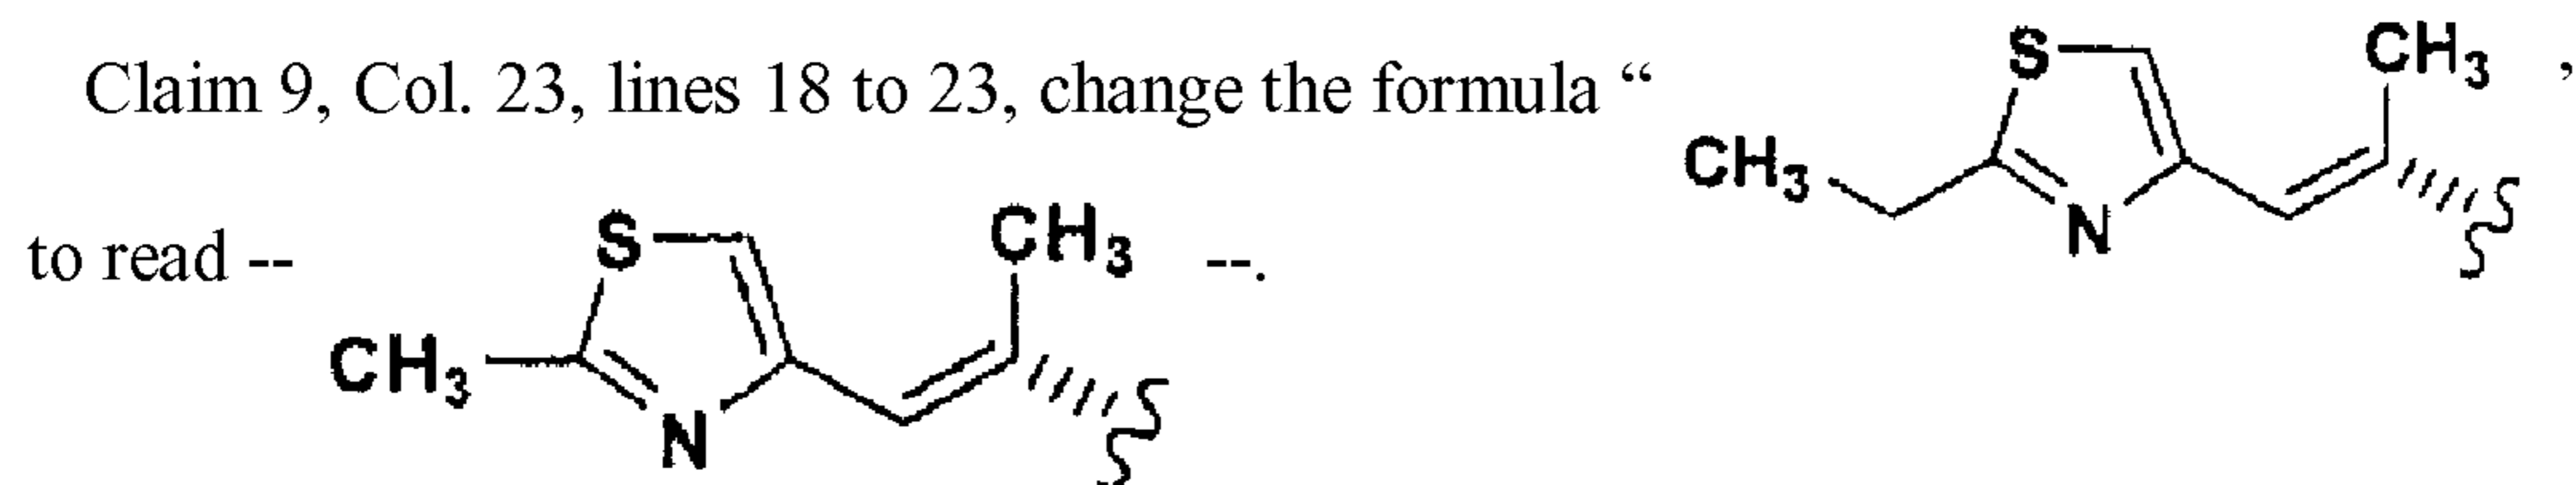 Claim 9, Col. 23, lines 18 to 23, change the formula “ S CH₃ ,
CH₃ N
to read -- S CH₃ --.
CH₃ N